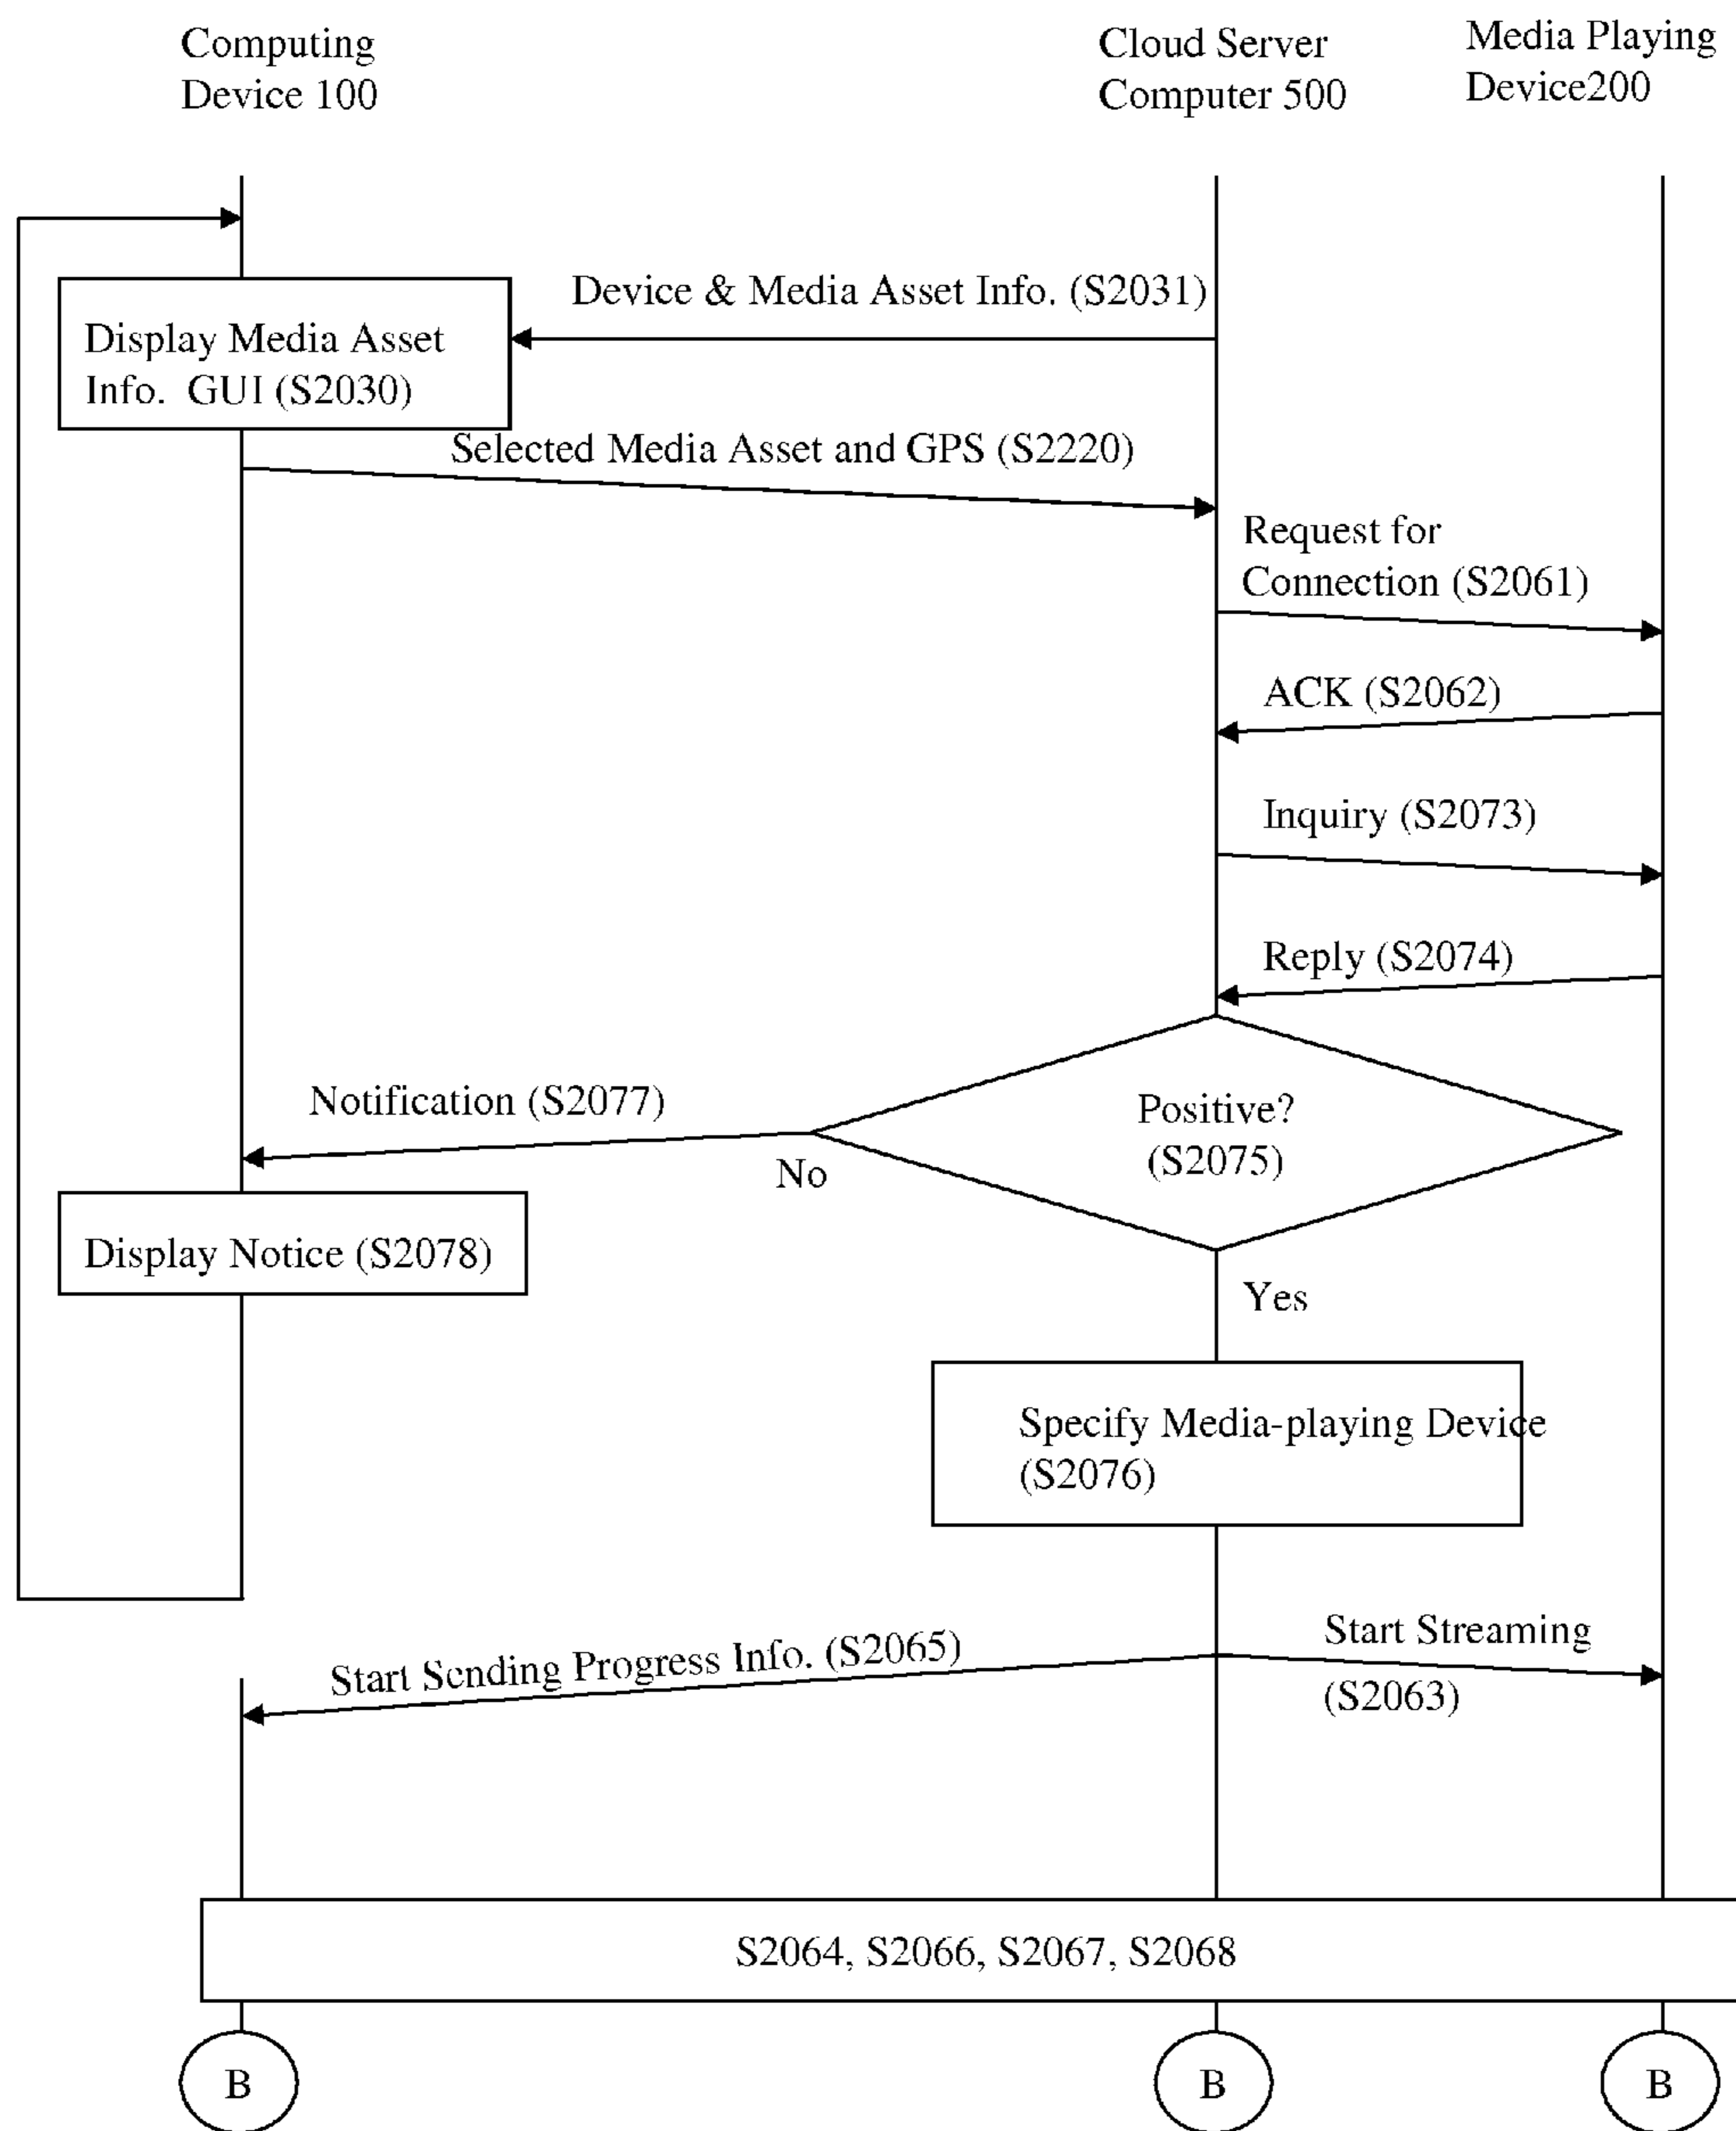 Computing
Device 100
Cloud Server
Computer 500
Media Playing
Device200
Device & Media Asset Info. (S2031)
Display Media Asset
Info. GUI (S2030)
Selected Media Asset and GPS (S2220)
Request for
Connection (S2061)
ACK (S2062)
Inquiry (S2073)
Reply (S2074)
Notification (S2077)
Positive?
(S2075)
No
Display Notice (S2078)
Yes
Specify Media-playing Device
(S2076)
Start Sending Progress Info. (S2065)
Start Streaming
(S2063)
S2064, S2066, S2067, S2068
B
B
B